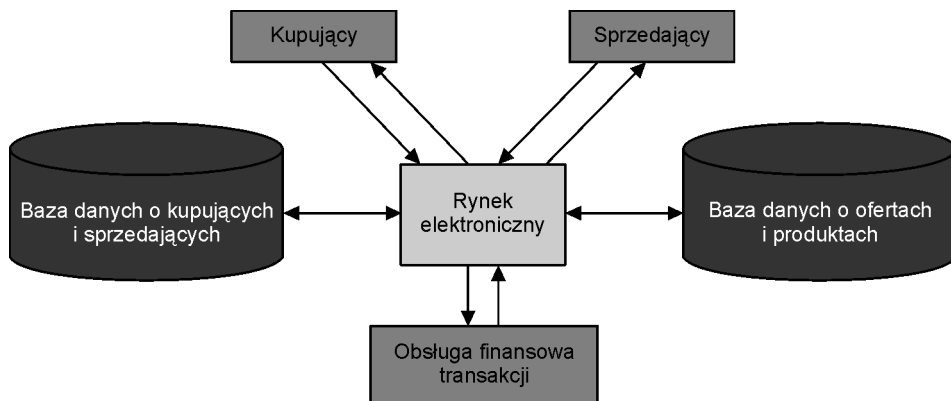 Kupujący
Sprzedający
Baza danych o kupujących
i sprzedających
Rynek
elektroniczny
Baza danych o ofertach
i produktach
Obsługa finansowa
transakcji